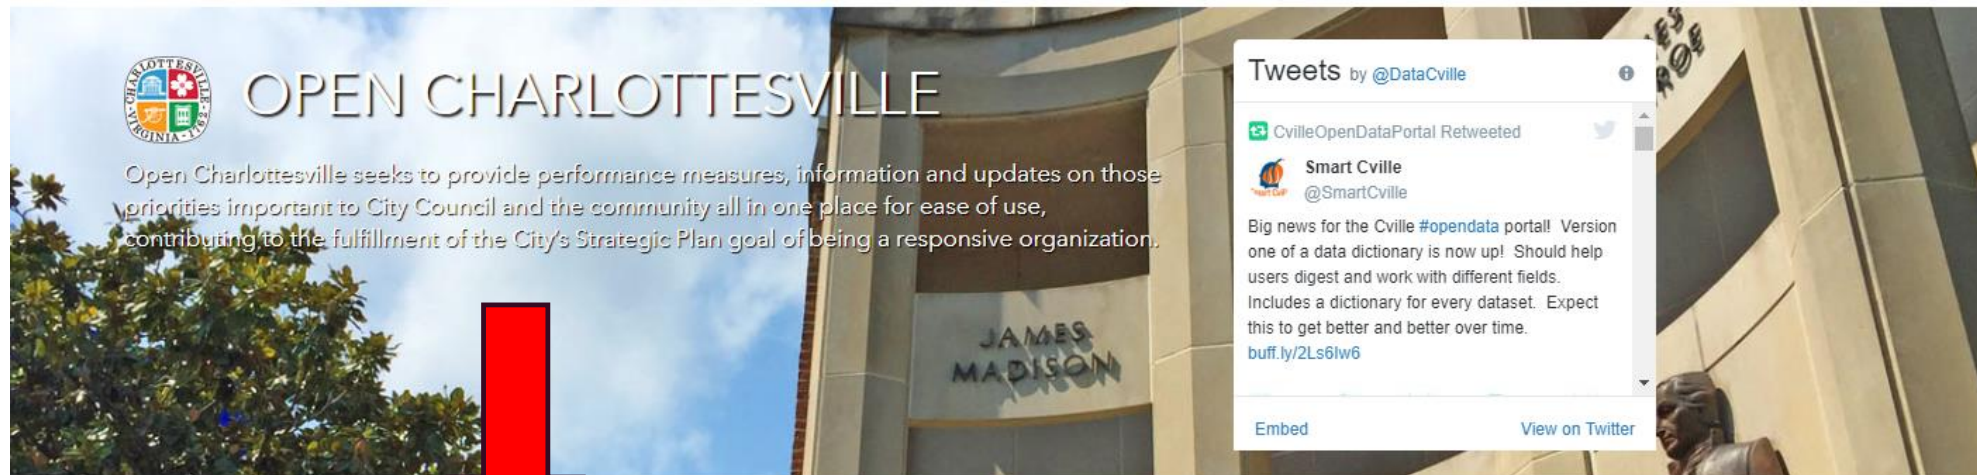 CHARLOTTESVILLE
VIRGINIA - 1762
OPEN CHARLOTTESVILLE
Open Charlottesville seeks to provide performance measures, information and updates on those
priorities important to City Council and the community all in one place for ease of use,
contributing to the fulfillment of the City's Strategic Plan goal of being a responsive organization.
JAMES
MADISON
Tweets by @DataCville
CvilleOpenDataPortal Retweeted
Smart Cville
@SmartCville
Big news for the Cville #opendata portal! Version
one of a data dictionary is now up! Should help
users digest and work with different fields.
Includes a dictionary for every dataset. Expect
this to get better and better over time.
buff.ly/2Ls6Iw6
Embed
View on Twitter